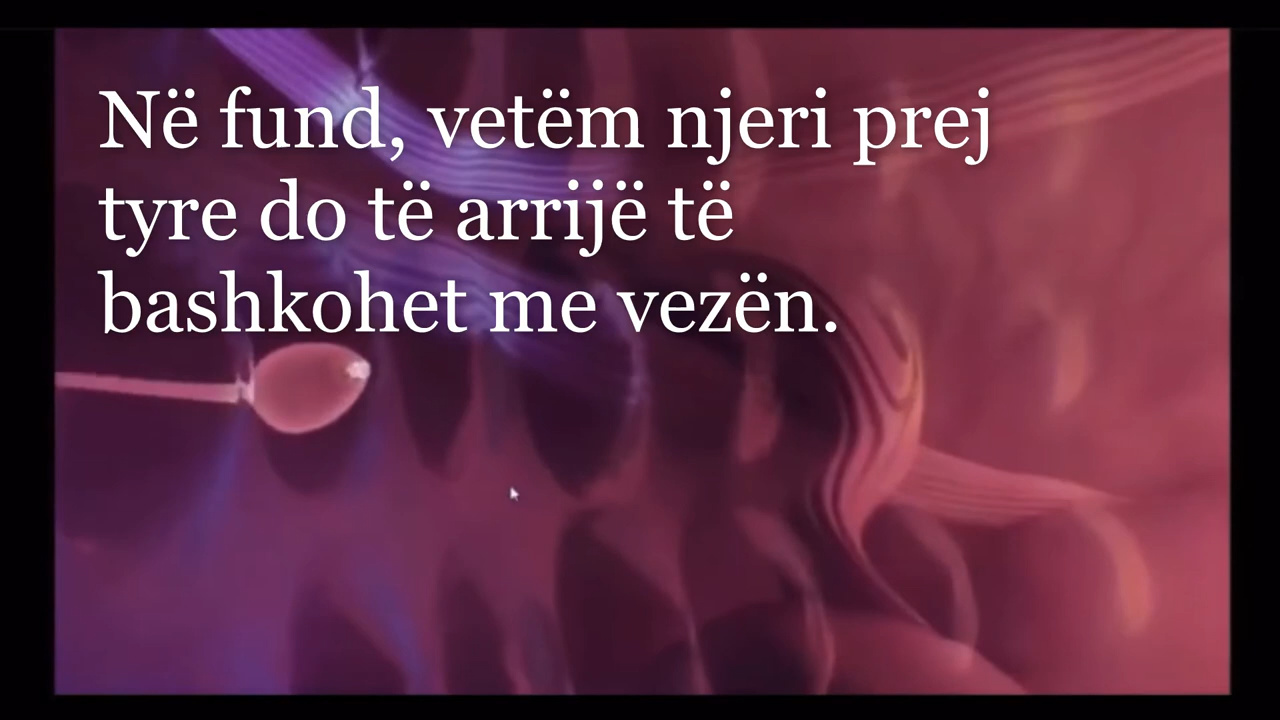 Në fund, vetëm njeri prej
tyre do të arrijë të
bashkohet me vezën.